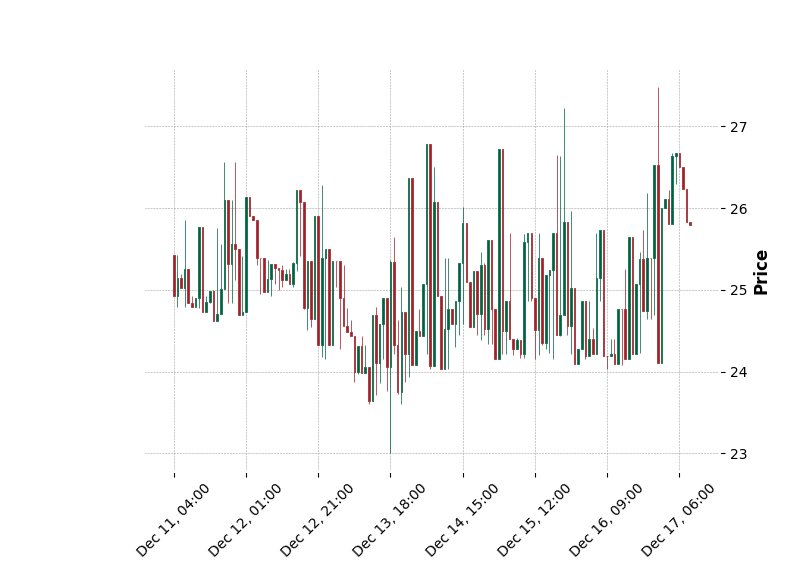 27
26
25
24
23
Price
Dec 11, 04:00
Dec 12, 01:00
Dec 12, 21:00
Dec 13, 18:00
Dec 14, 15:00
Dec 15, 12:00
Dec 16, 09:00
Dec 17, 06:00